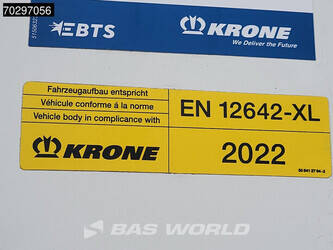 70297056
EBTS
KRONE
We Deliver the Future
Fahrzeugaufbau entspricht
Véhicule conforme á la norme
Vehicle body in complicance with
EN 12642-XL
KRONE
2022
BAS WORLD